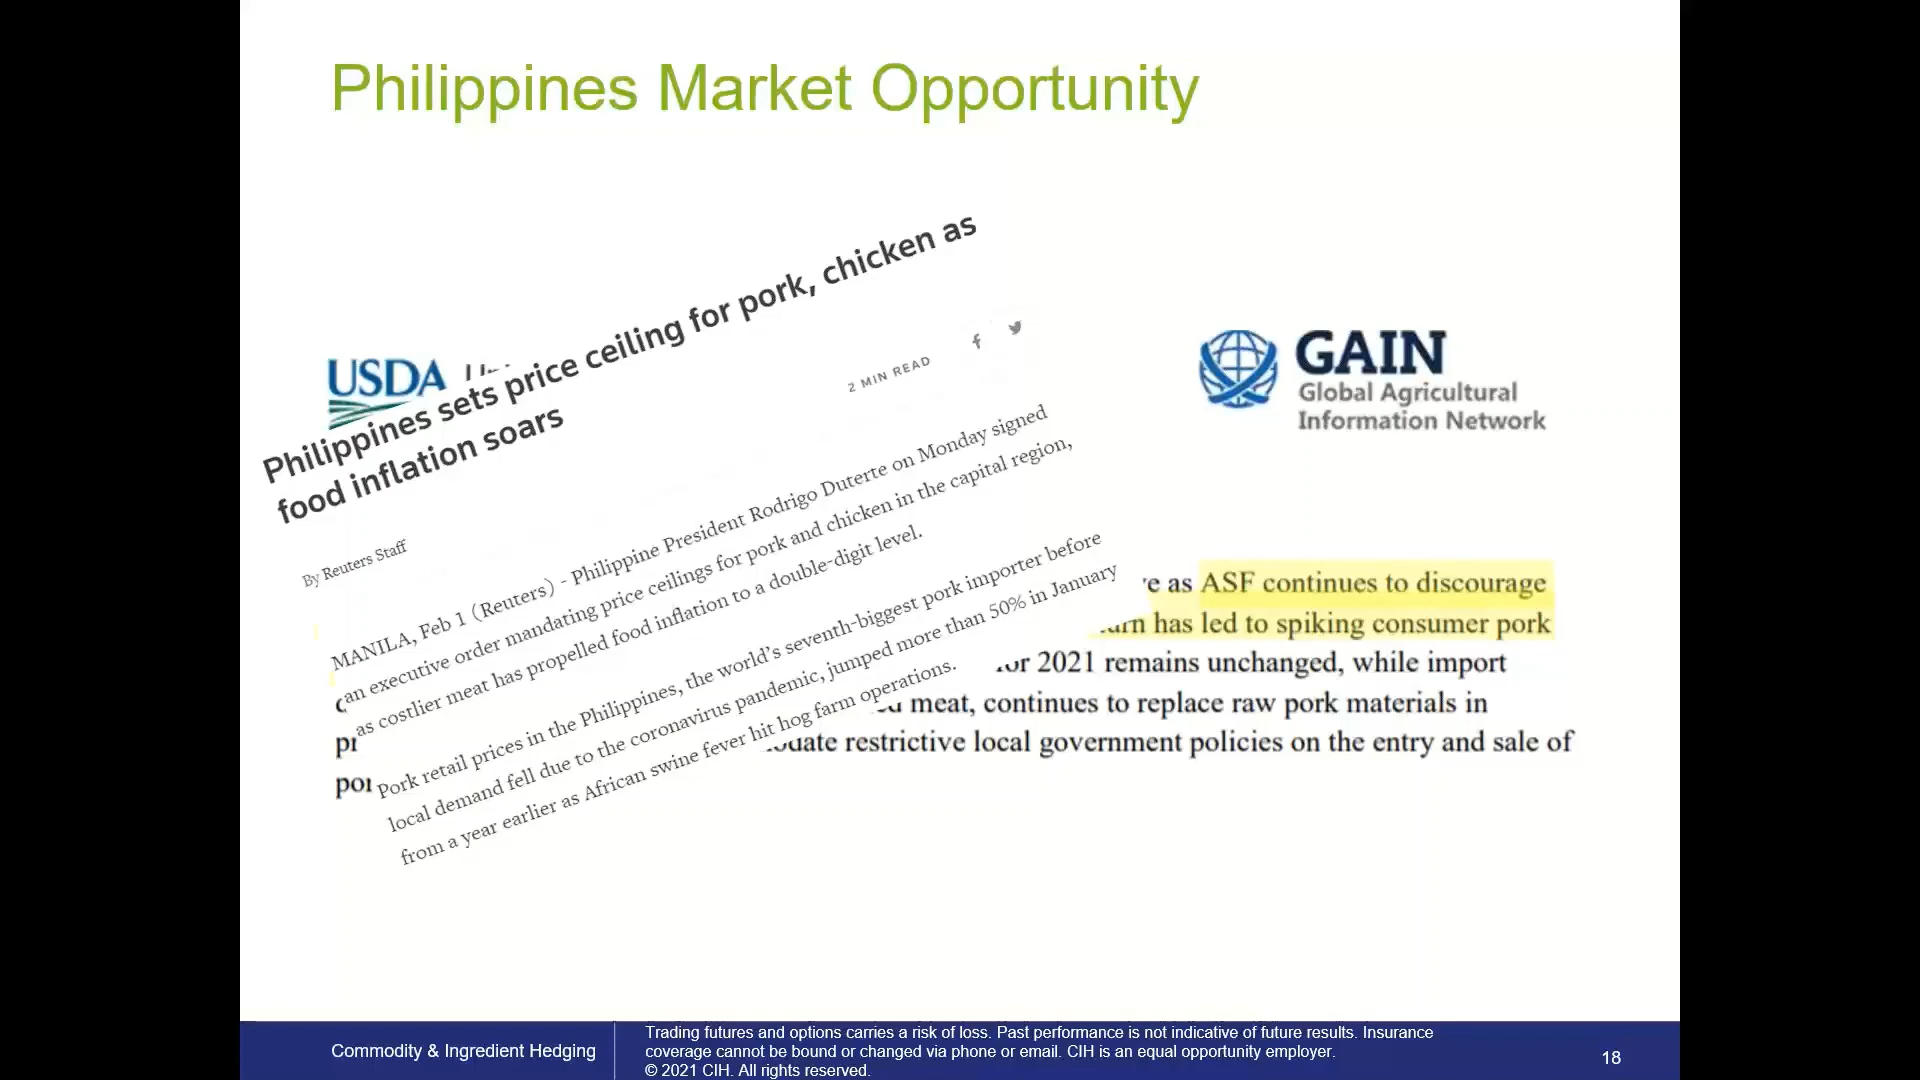 Philippines Market Opportunity
Philippines sets price ceiling for pork, chicken as
food inflation soars
2 MIN READ
By Reuters Staff
MANILA, Feb 1 (Reuters) - Philippine President Rodrigo Duterte on Monday signed
an executive order mandating price ceilings for pork and chicken in the capital region,
as costlier meat has propelled food inflation to a double-digit level.
Pork retail prices in the Philippines, the world’s seventh-biggest pork importer before
local demand fell due to the coronavirus pandemic, jumped more than 50% in January
from a year earlier as African swine fever hit hog farm operations.
USDA
GAIN
Global Agricultural
Information Network
as ASF continues to discourage
has led to spiking consumer pork
2021 remains unchanged, while import
meat, continues to replace raw pork materials in
restrictive local government policies on the entry and sale of
Commodity & Ingredient Hedging
Trading futures and options carries a risk of loss. Past performance is not indicative of future results. Insurance
coverage cannot be bound or changed via phone or email. CIH is an equal opportunity employer.
© 2021 CIH. All rights reserved.
18